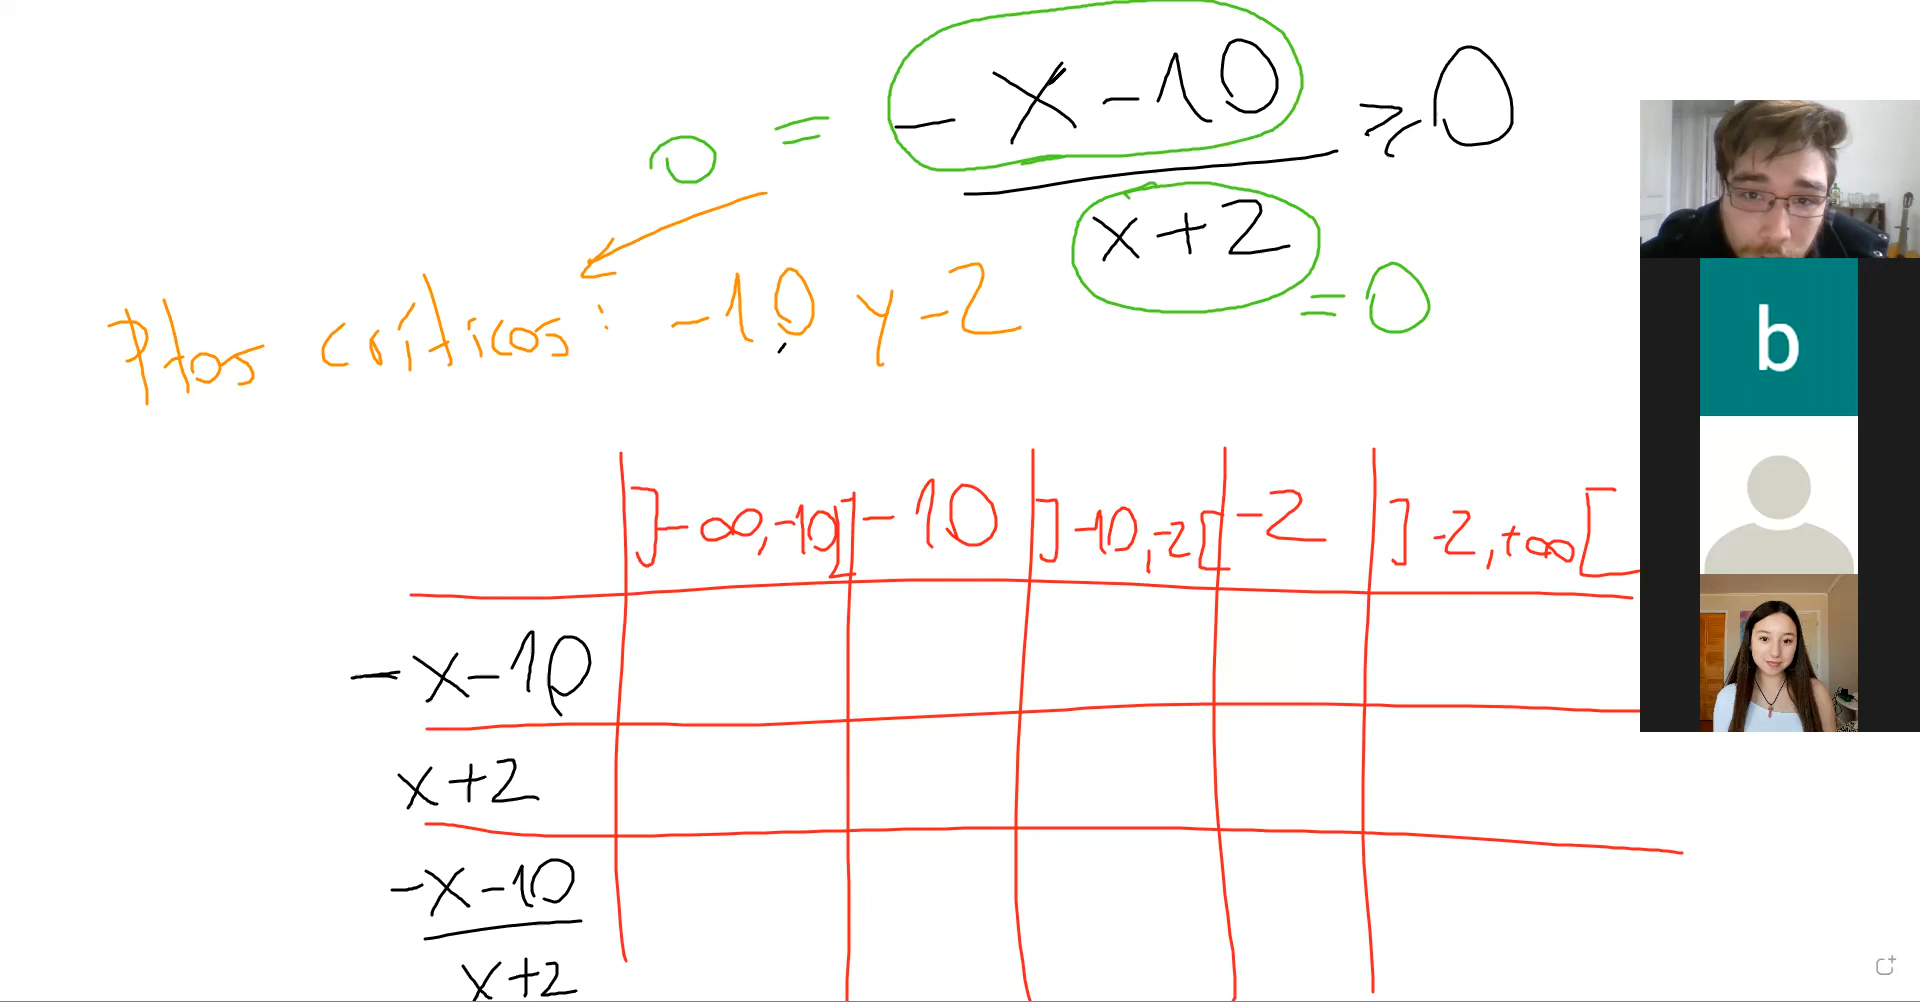 0 = (-x-10)/(x+2) ≥ 0
= 0
Ptos críticos: -10 y -2
]-∞,-10[ -10 ]-10,-2[ -2 ]-2,+∞[
-x-10
x+2
-x-10
x+2
b